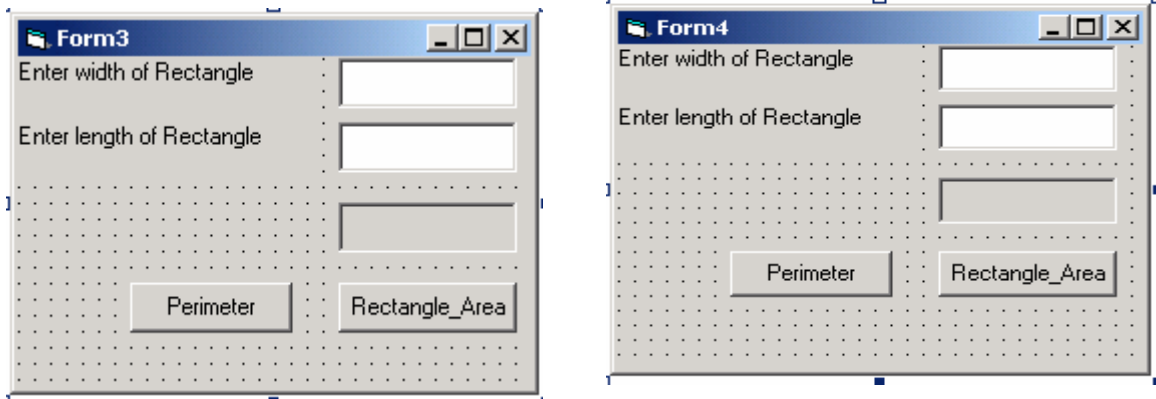 Form3
Enter width of Rectangle
Enter length of Rectangle
Perimeter
Rectangle_Area
Form4
Enter width of Rectangle
Enter length of Rectangle
Perimeter
Rectangle_Area